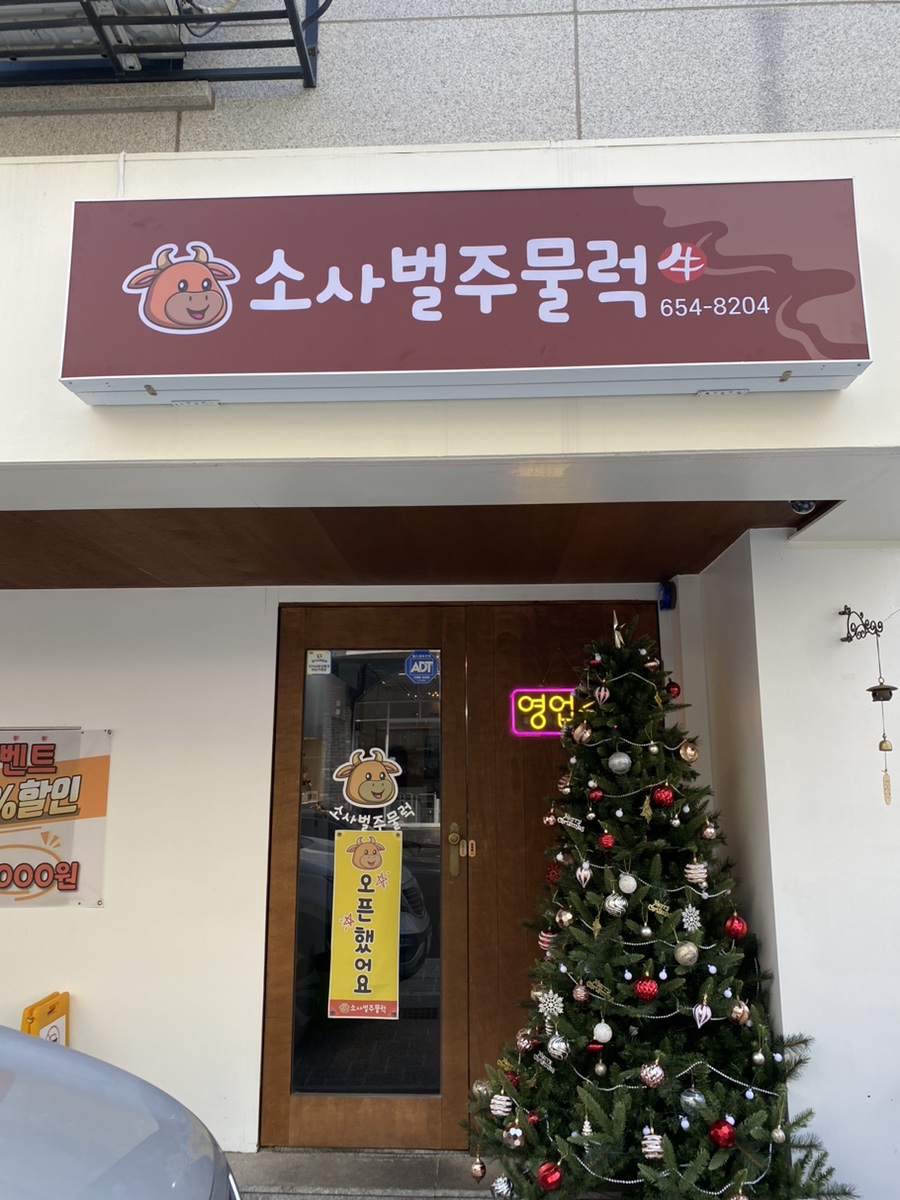 소사벌주물럭 牛
654-8204
ADT
영업
벤트
%할인
000원
소사벌주물럭
오픈
했어요
소사벌주물럭